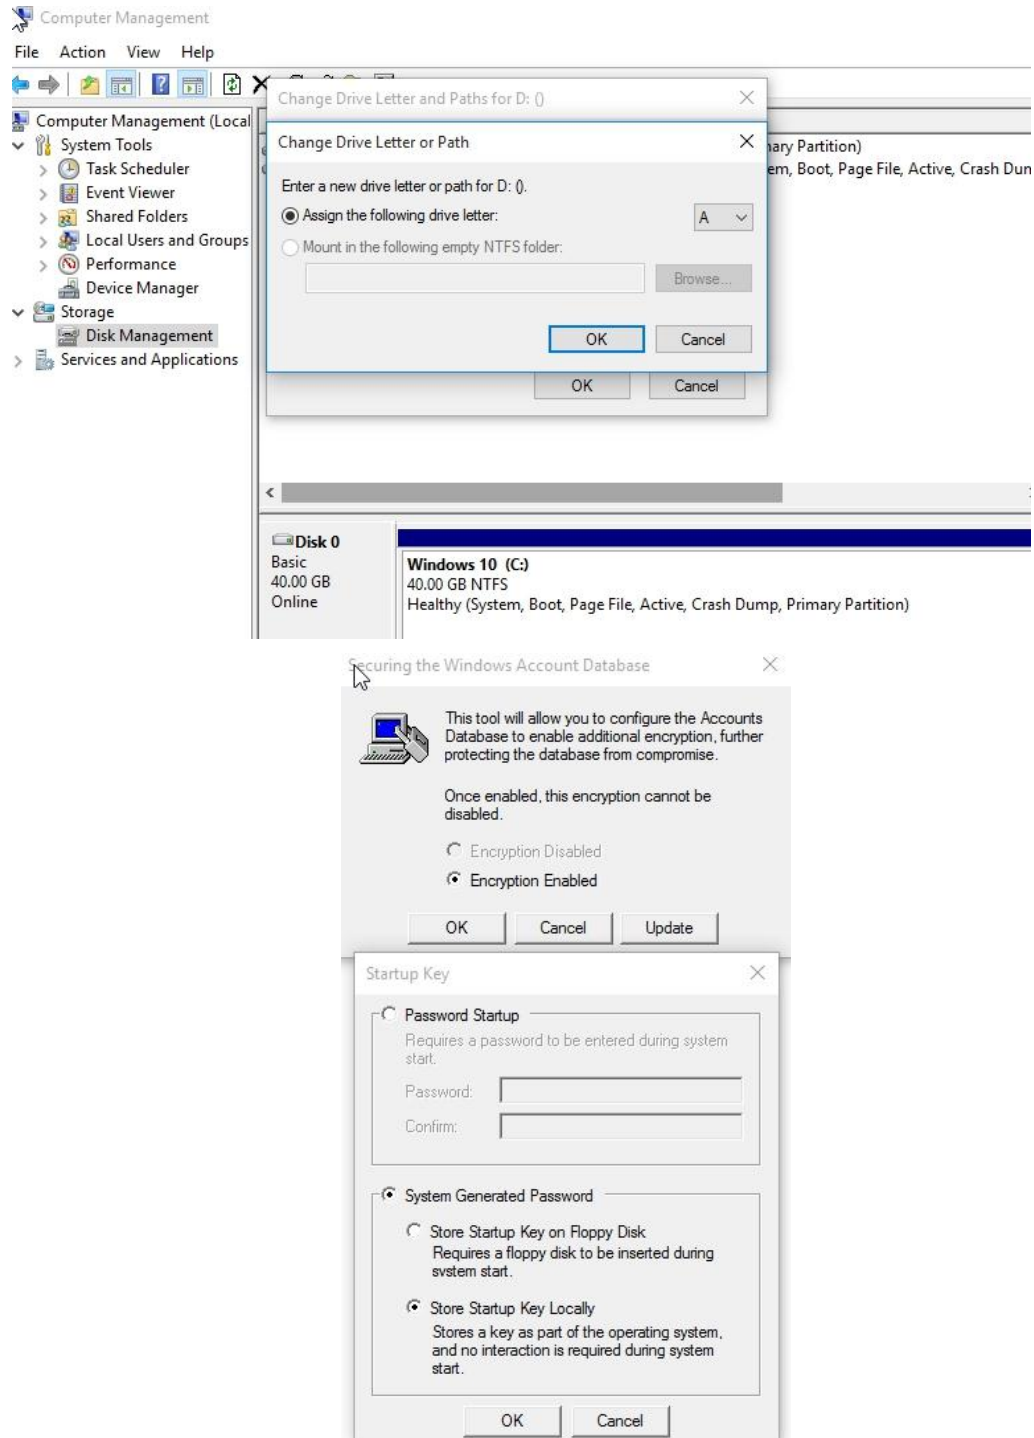 Computer Management
File Action View Help
Change Drive Letter and Paths for D: ()
Computer Management (Local
System Tools
Task Scheduler
Event Viewer
Shared Folders
Local Users and Groups
Performance
Device Manager
Storage
Disk Management
Services and Applications
Change Drive Letter or Path
Enter a new drive letter or path for D: ().
Assign the following drive letter:
A
Mount in the following empty NTFS folder:
Browse...
OK Cancel
OK Cancel
ary Partition)
em, Boot, Page File, Active, Crash Dun
Disk 0
Basic
40.00 GB
Online
Windows 10 (C:)
40.00 GB NTFS
Healthy (System, Boot, Page File, Active, Crash Dump, Primary Partition)
Securing the Windows Account Database
This tool will allow you to configure the Accounts
Database to enable additional encryption, further
protecting the database from compromise.
Once enabled, this encryption cannot be
disabled.
Encryption Disabled
Encryption Enabled
OK Cancel Update
Startup Key
Password Startup
Requires a password to be entered during system
start.
Password:
Confirm:
System Generated Password
Store Startup Key on Floppy Disk
Requires a floppy disk to be inserted during
system start.
Store Startup Key Locally
Stores a key as part of the operating system,
and no interaction is required during system
start.
OK Cancel